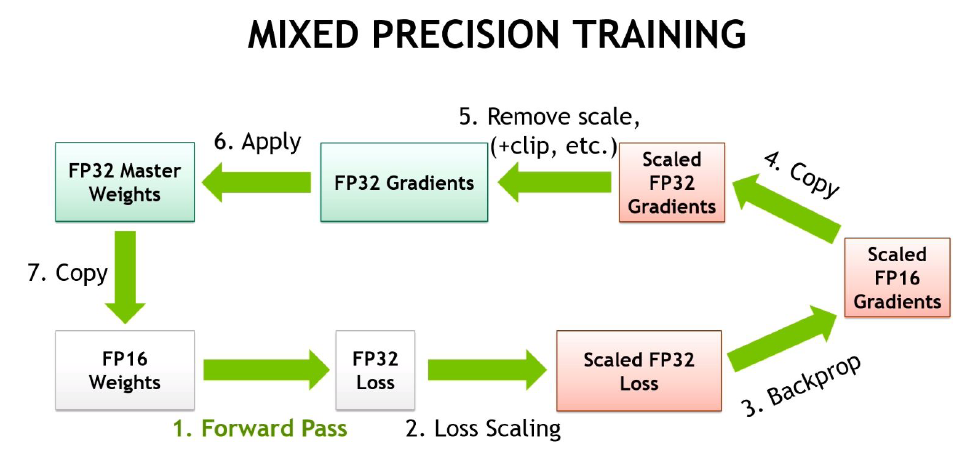 MIXED PRECISION TRAINING
5. Remove scale,
(+clip, etc.)
6. Apply
FP32 Master
Weights
FP32 Gradients
Scaled
FP32
Gradients
4. Copy
Scaled
FP16
Gradients
7. Copy
FP16
Weights
FP32
Loss
Scaled FP32
Loss
3. Backprop
1. Forward Pass
2. Loss Scaling